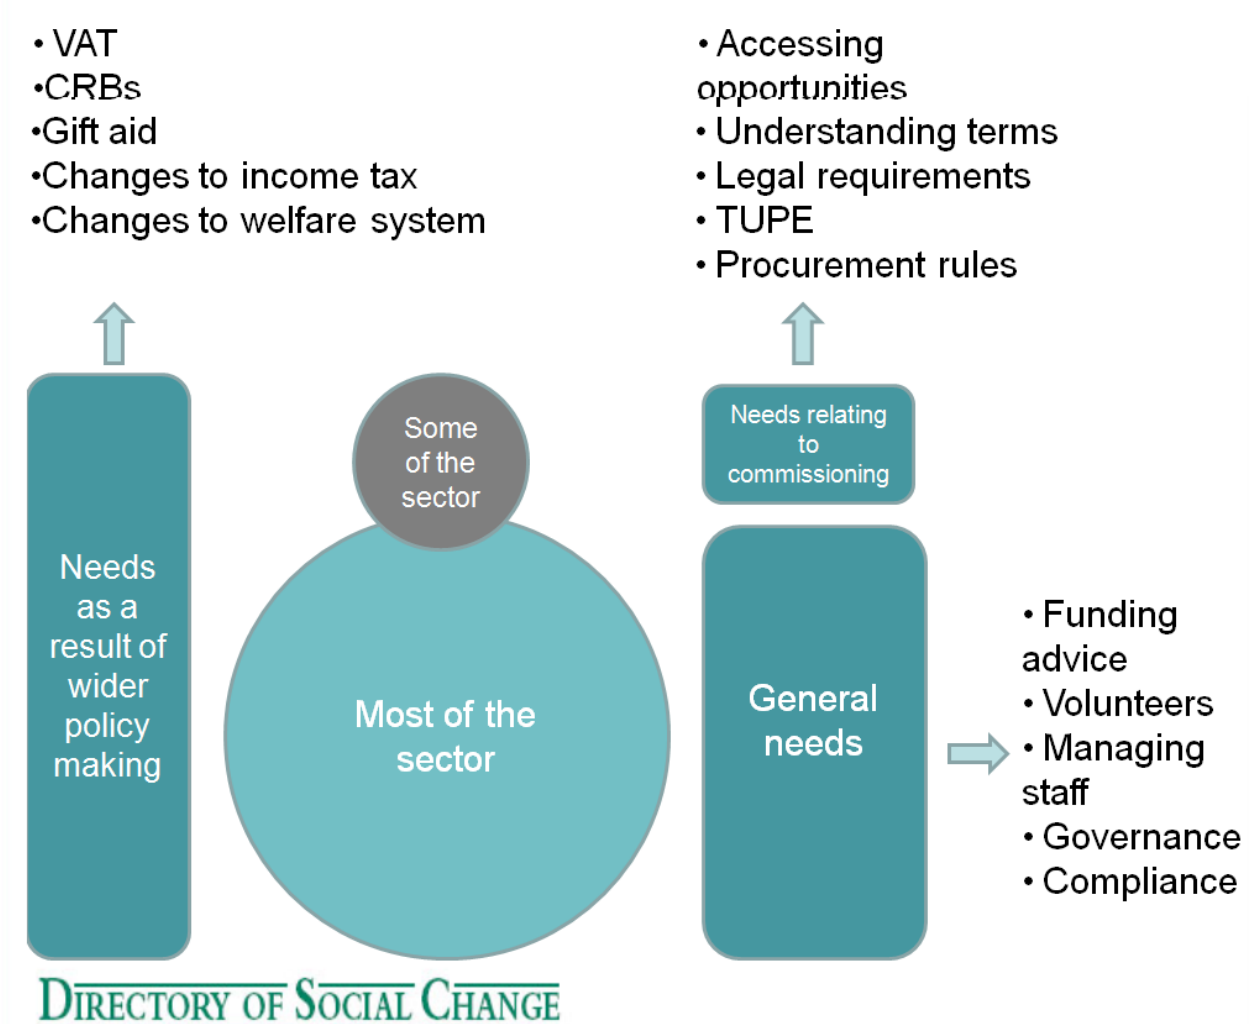 • VAT
•CRBs
•Gift aid
•Changes to income tax
•Changes to welfare system
• Accessing
opportunities
• Understanding terms
• Legal requirements
• TUPE
• Procurement rules
Needs
as a
result of
wider
policy
making
Some
of the
sector
Most of the
sector
Needs relating
to
commissioning
General
needs
• Funding
advice
• Volunteers
• Managing
staff
• Governance
• Compliance
DIRECTORY OF SOCIAL CHANGE